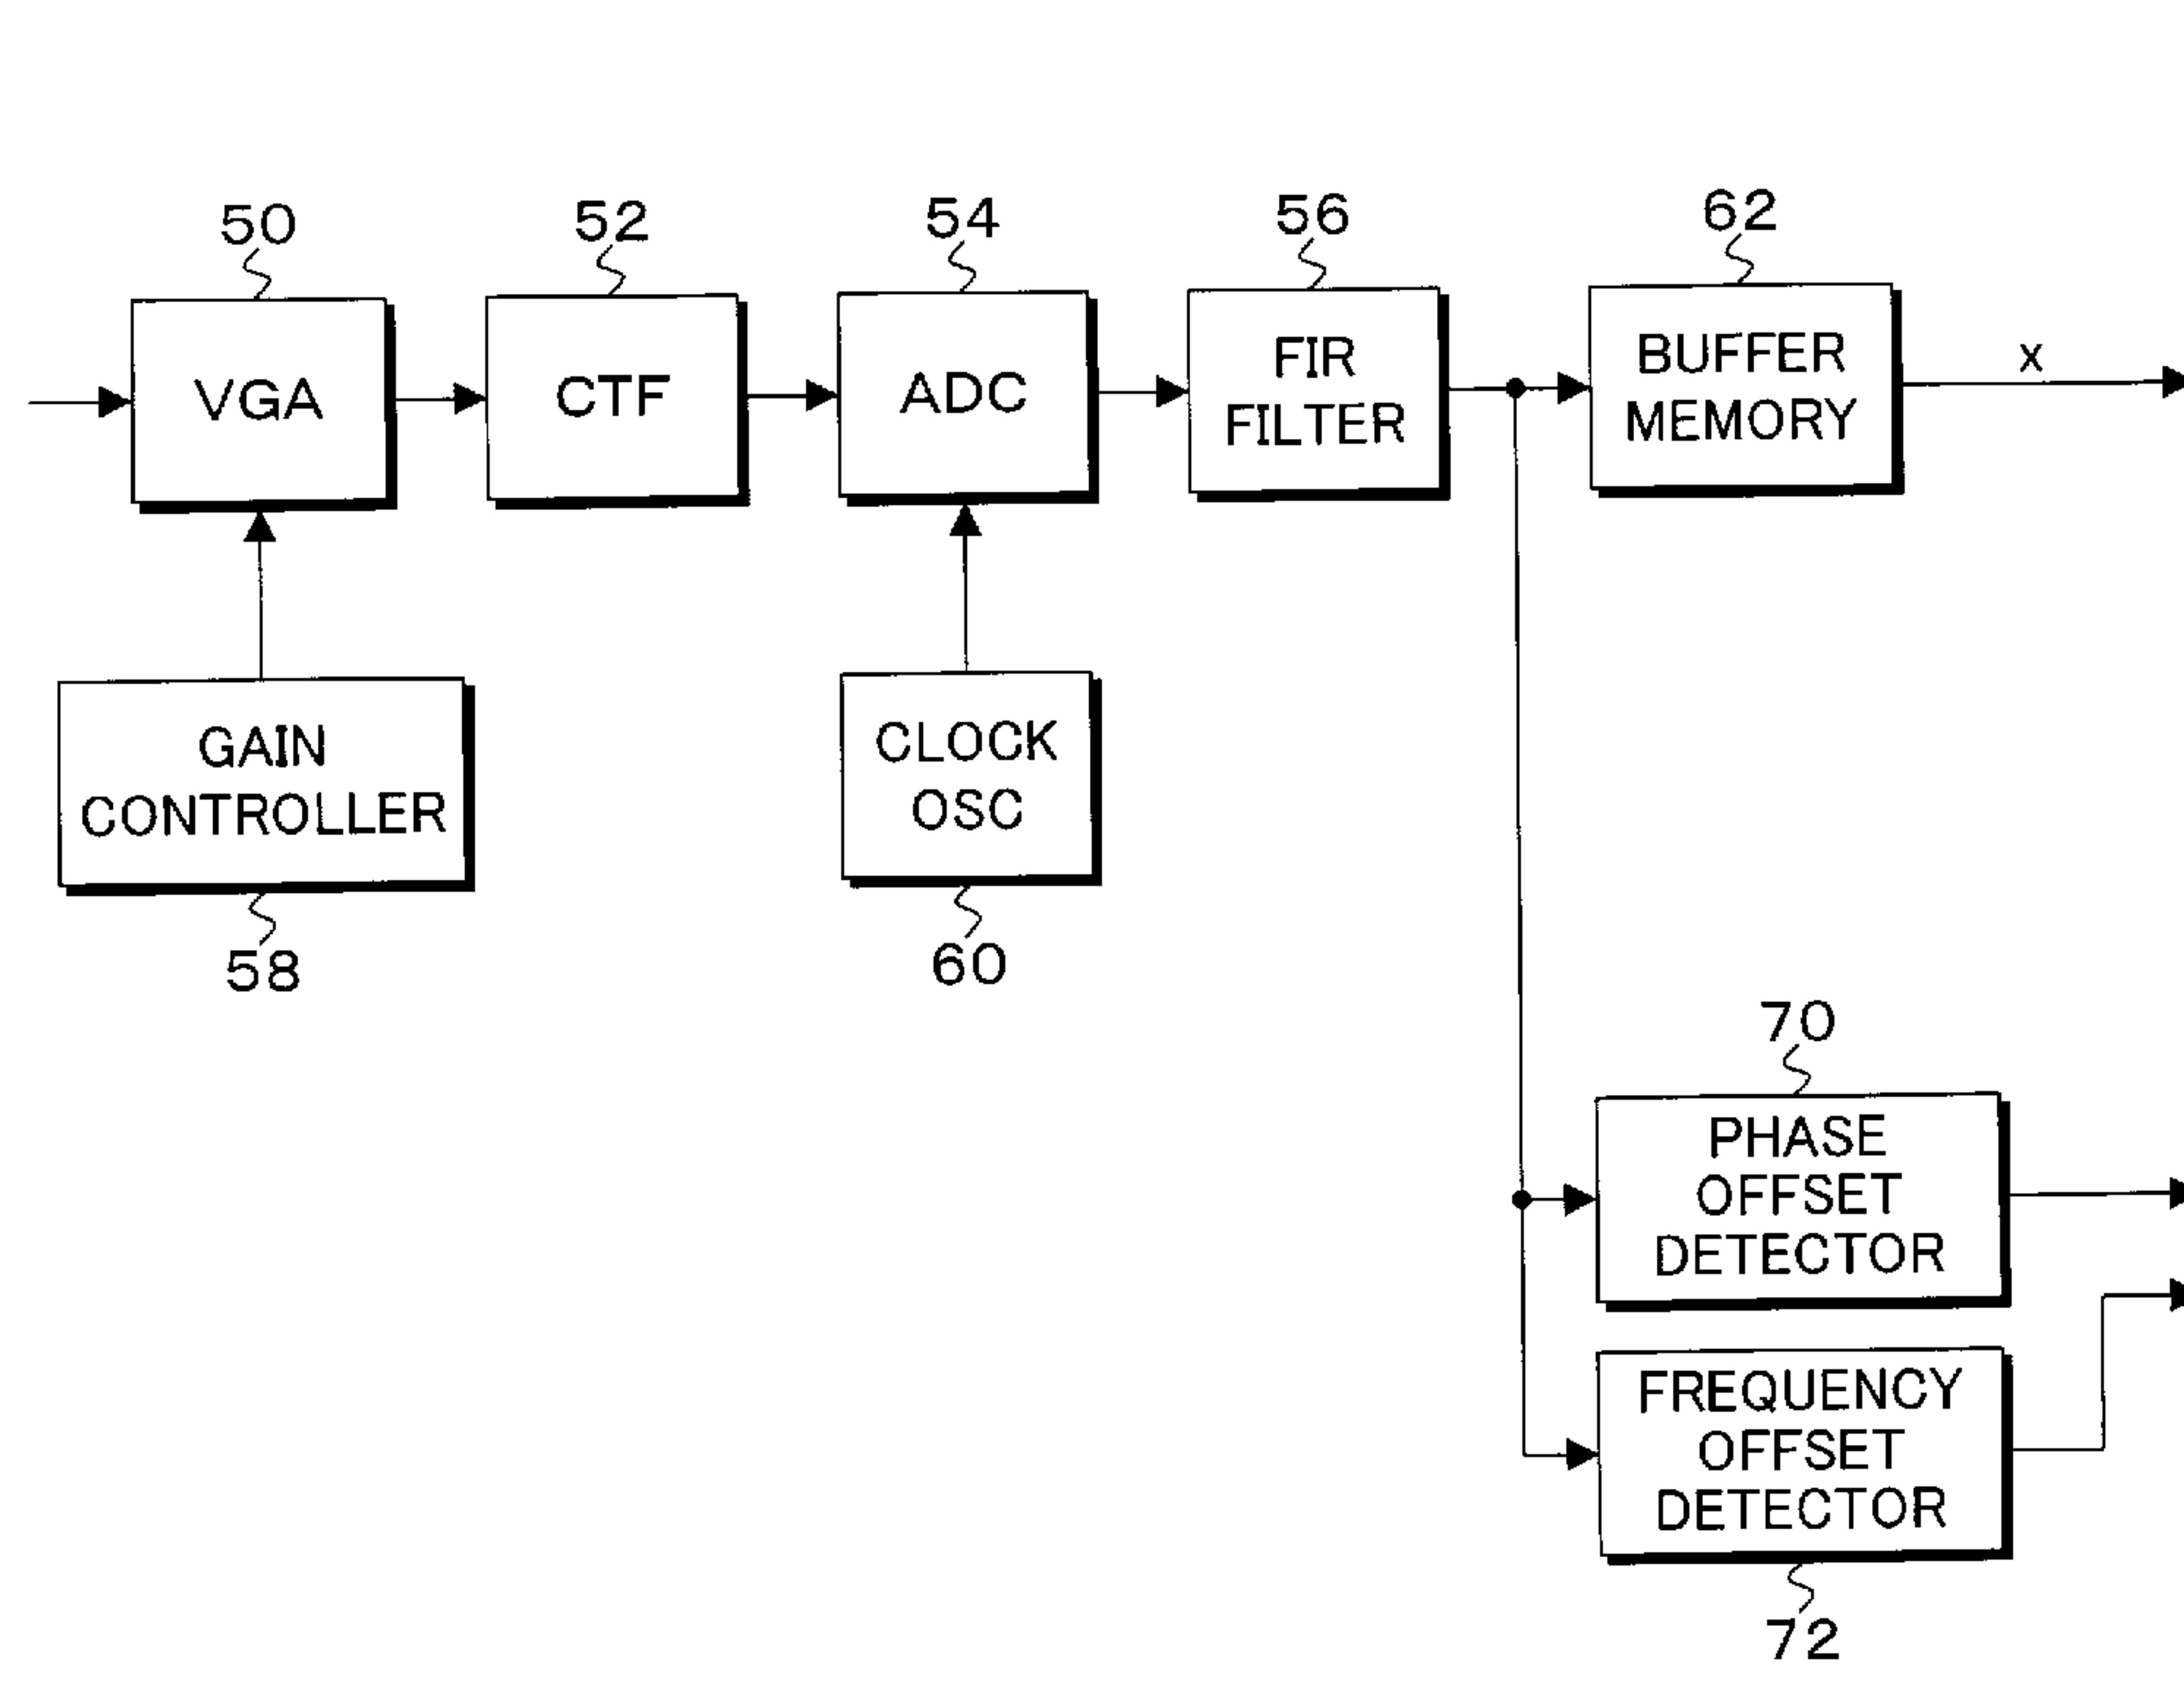 50
52
54
56
62
VGA
CTF
ADC
FIR
FILTER
BUFFER
MEMORY
x
GAIN
CONTROLLER
CLOCK
OSC
58
60
70
PHASE
OFFSET
DETECTOR
FREQUENCY
OFFSET
DETECTOR
72